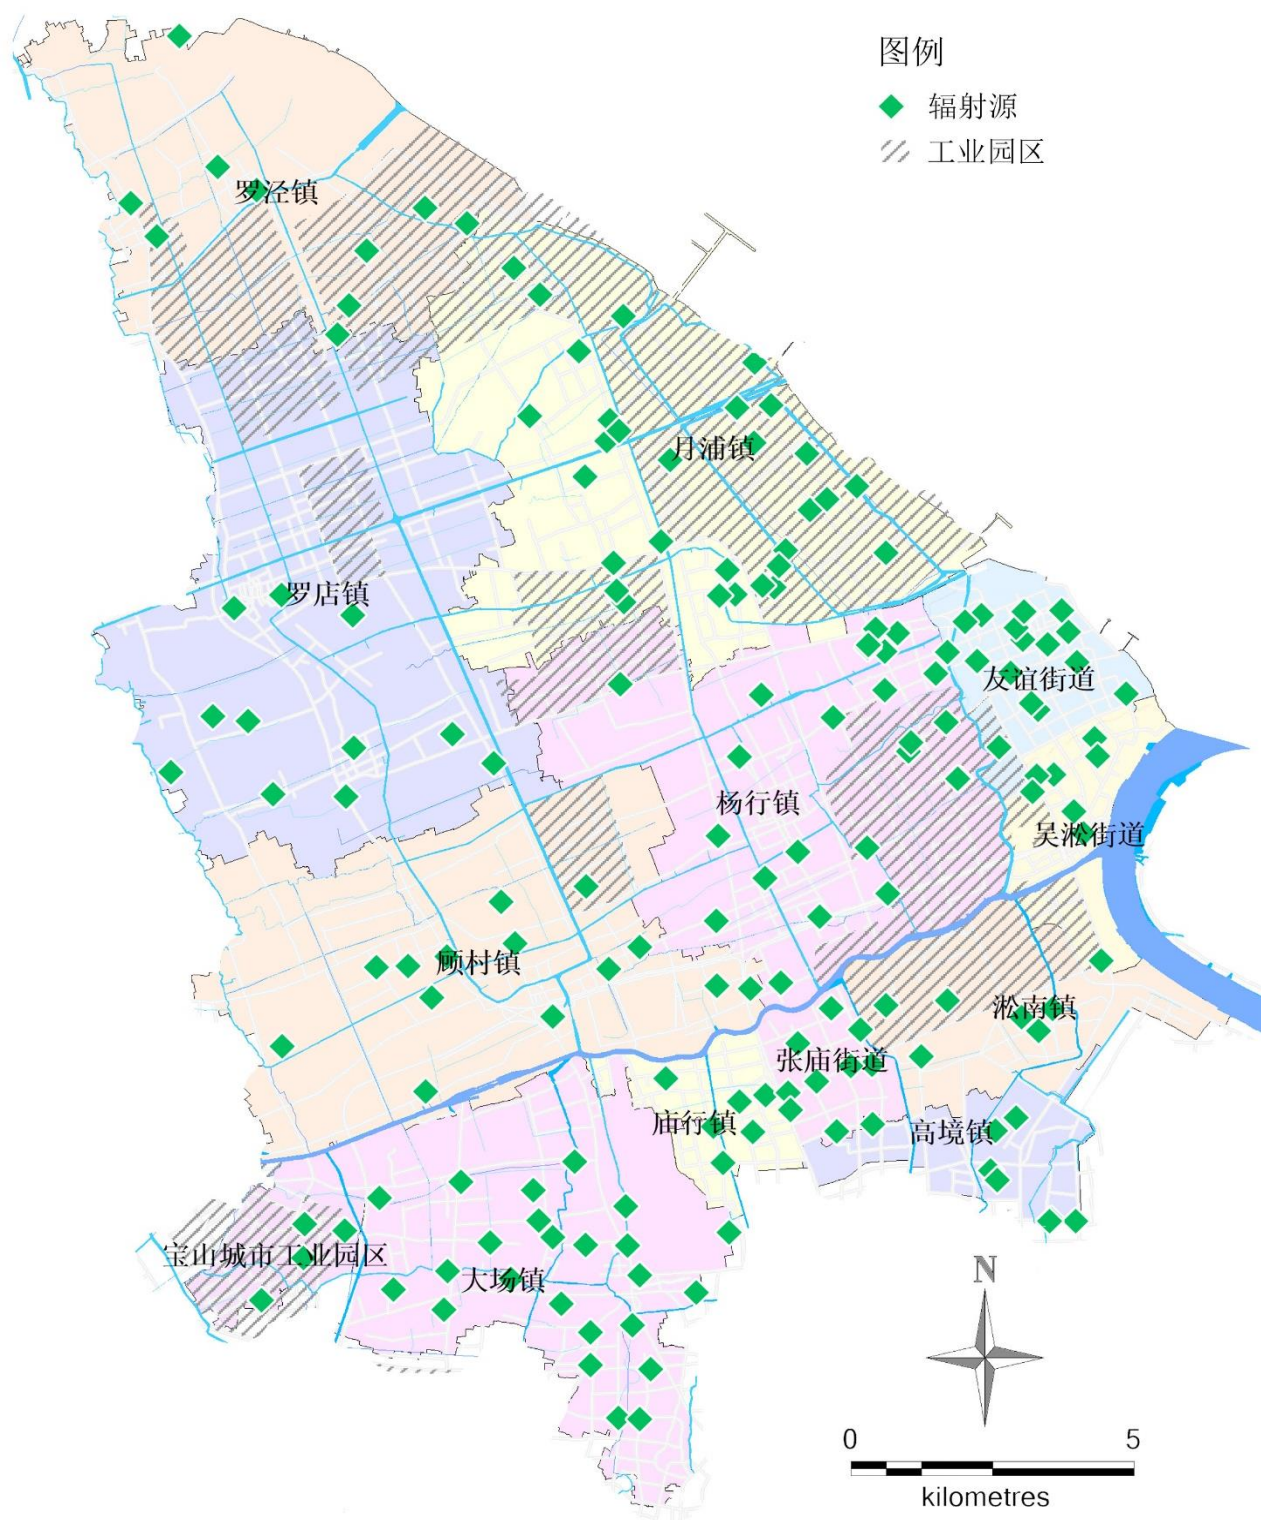 图例
辐射源
工业园区
罗泾镇
月浦镇
罗店镇
友谊街道
杨行镇
吴淞街道
顾村镇
淞南镇
张庙街道
庙行镇
高境镇
宝山城市工业园区
大场镇
N
0 5
kilometres